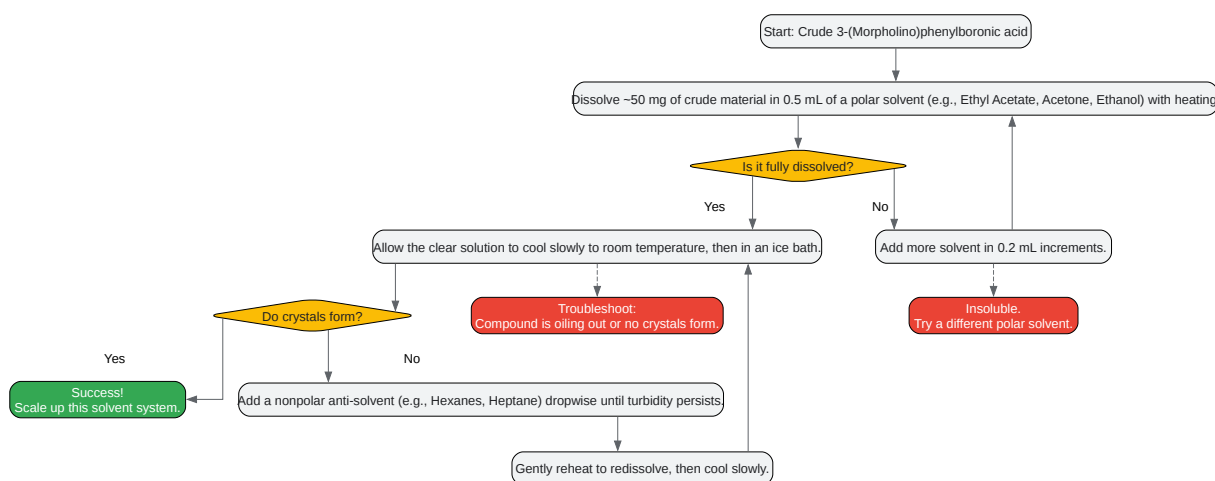 Start: Crude 3-(Morpholino)phenylboronic acid
Dissolve ~50 mg of crude material in 0.5 mL of a polar solvent (e.g., Ethyl Acetate, Acetone, Ethanol) with heating.
Is it fully dissolved?
Yes
No
Allow the clear solution to cool slowly to room temperature, then in an ice bath.
Add more solvent in 0.2 mL increments.
Do crystals form?
Troubleshoot:
Compound is oiling out or no crystals form.
Insoluble.
Try a different polar solvent.
Yes
No
Success!
Scale up this solvent system.
Add a nonpolar anti-solvent (e.g., Hexanes, Heptane) dropwise until turbidity persists.
Gently reheat to redissolve, then cool slowly.